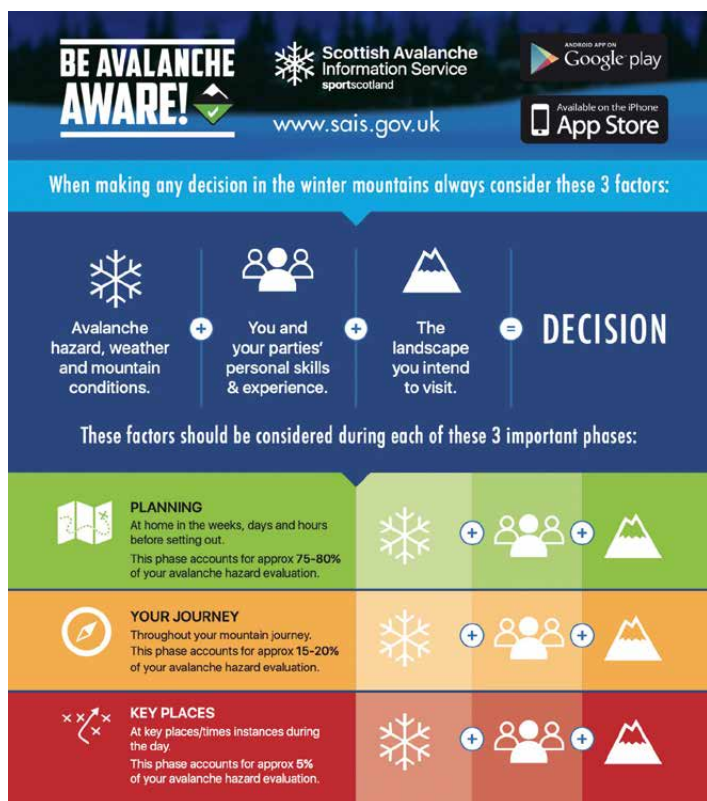 BE AVALANCHE
AWARE!
Scottish Avalanche
Information Service
sportscotland
www.sais.gov.uk
ANDROID APP ON
Google play
Available on the iPhone
App Store
When making any decision in the winter mountains always consider these 3 factors:
Avalanche
hazard, weather
and mountain
conditions.
+
You and
your parties'
personal skills
& experience.
+
The
landscape
you intend
to visit.
=
DECISION
These factors should be considered during each of these 3 important phases:
PLANNING
At home in the weeks, days and hours
before setting out.
This phase accounts for approx 75-80%
of your avalanche hazard evaluation.
+ +
YOUR JOURNEY
Throughout your mountain journey.
This phase accounts for approx 15-20%
of your avalanche hazard evaluation.
+ +
KEY PLACES
At key places/times instances during
the day.
This phase accounts for approx 5%
of your avalanche hazard evaluation.
+ +